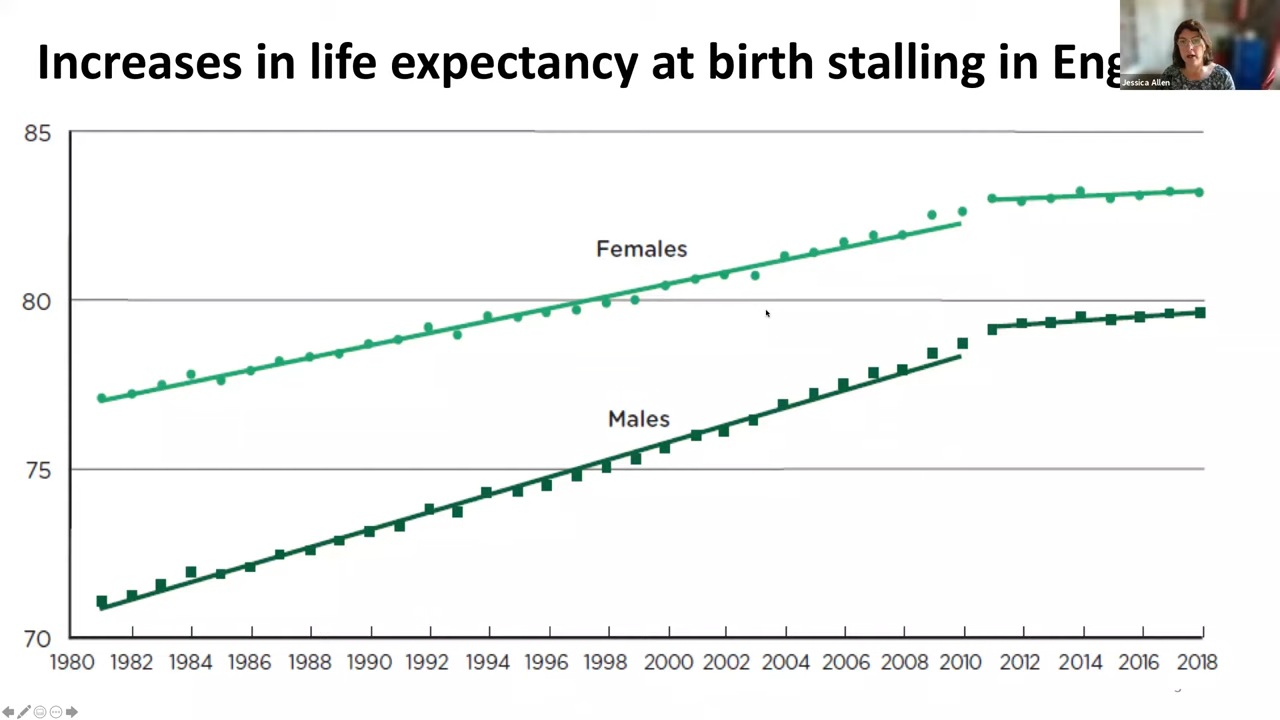 Increases in life expectancy at birth stalling in Eng
Jessica Allen
85
Females
80
Males
75
70
1980 1982 1984 1986 1988 1990 1992 1994 1996 1998 2000 2002 2004 2006 2008 2010 2012 2014 2016 2018